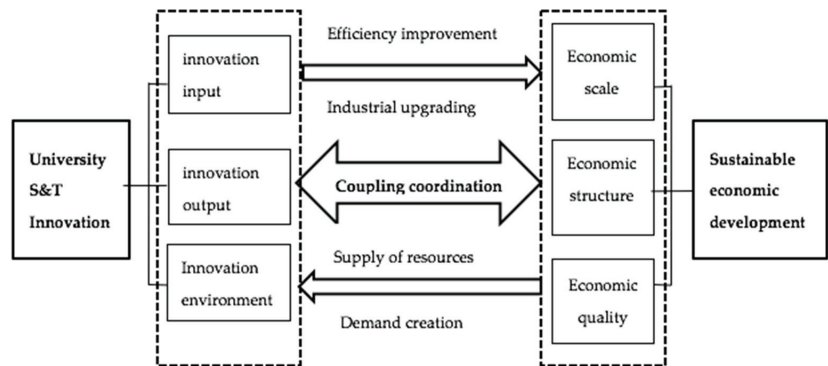 University
S&T
Innovation
innovation
input
innovation
output
Innovation
environment
Efficiency improvement
Industrial upgrading
Coupling coordination
Supply of resources
Demand creation
Economic
scale
Economic
structure
Economic
quality
Sustainable
economic
development